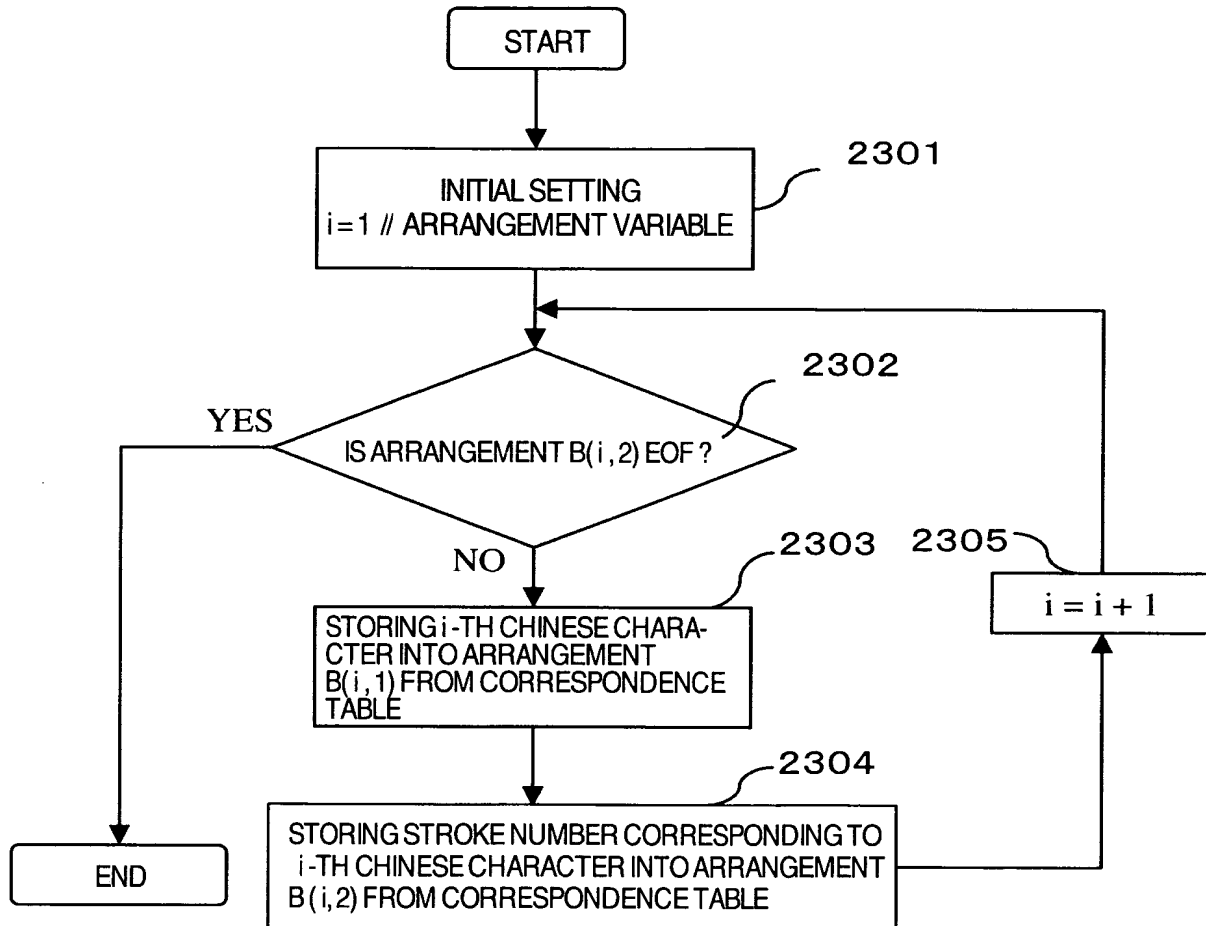 START
2301
INITIAL SETTING
i=1 // ARRANGEMENT VARIABLE
2302
YES
IS ARRANGEMENT B(i,2) EOF?
NO
2303
2305
STORING i-TH CHINESE CHARA-
CTER INTO ARRANGEMENT
B(i,1) FROM CORRESPONDENCE
TABLE
i = i + 1
2304
STORING STROKE NUMBER CORRESPONDING TO
i-TH CHINESE CHARACTER INTO ARRANGEMENT
B(i,2) FROM CORRESPONDENCE TABLE
END